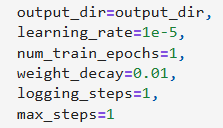 output_dir=output_dir,
learning_rate=1e-5,
num_train_epochs=1,
weight_decay=0.01,
logging_steps=1,
max_steps=1